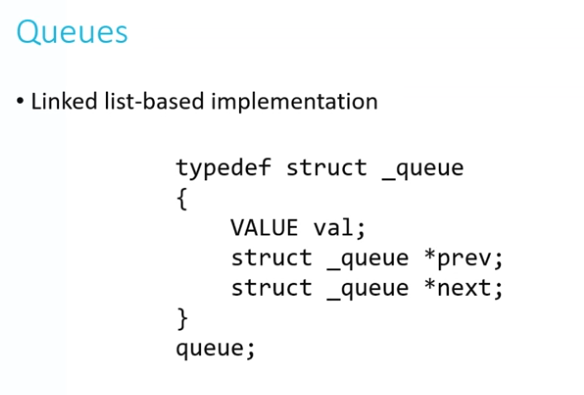 Queues
• Linked list-based implementation
typedef struct _queue
{
VALUE val;
struct _queue *prev;
struct _queue *next;
}
queue;